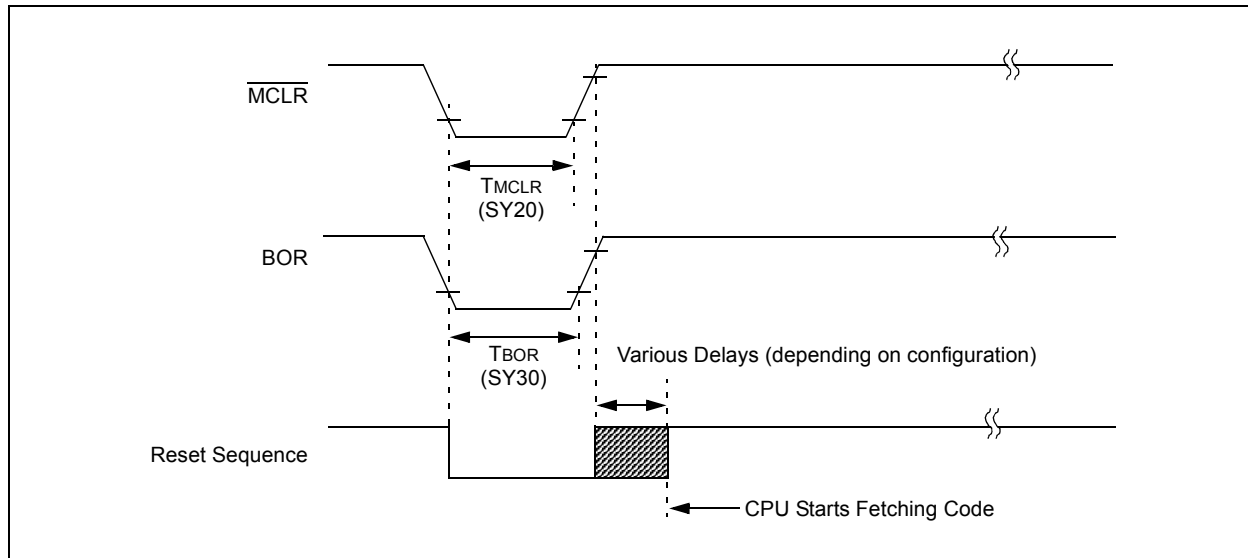 MCLR
TMCLR
(SY20)
BOR
TBOR
(SY30)
Various Delays (depending on configuration)
Reset Sequence
CPU Starts Fetching Code